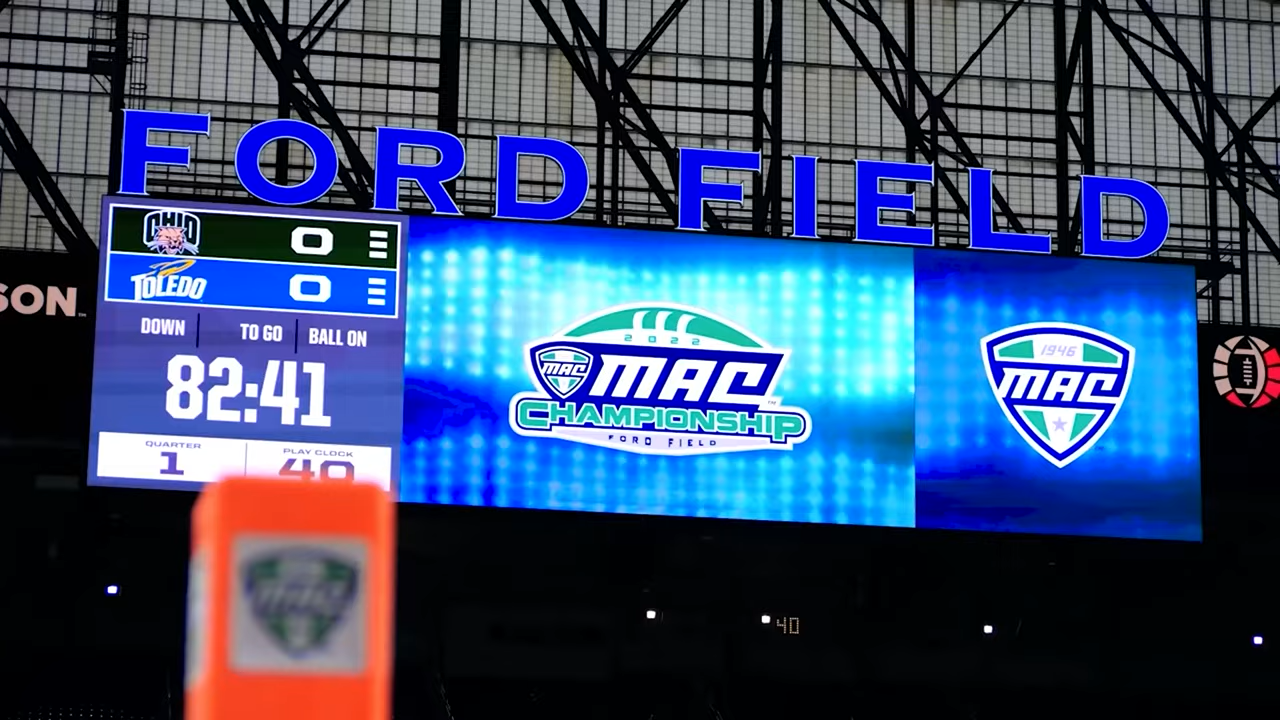 FORD FIELD
OHIO 0
TOLEDO 0
DOWN TO GO BALL ON
82:41
QUARTER PLAY CLOCK
1 40
2022
MAC MAC™
CHAMPIONSHIP
FORD FIELD
1946
MAC
SON
40
MAC